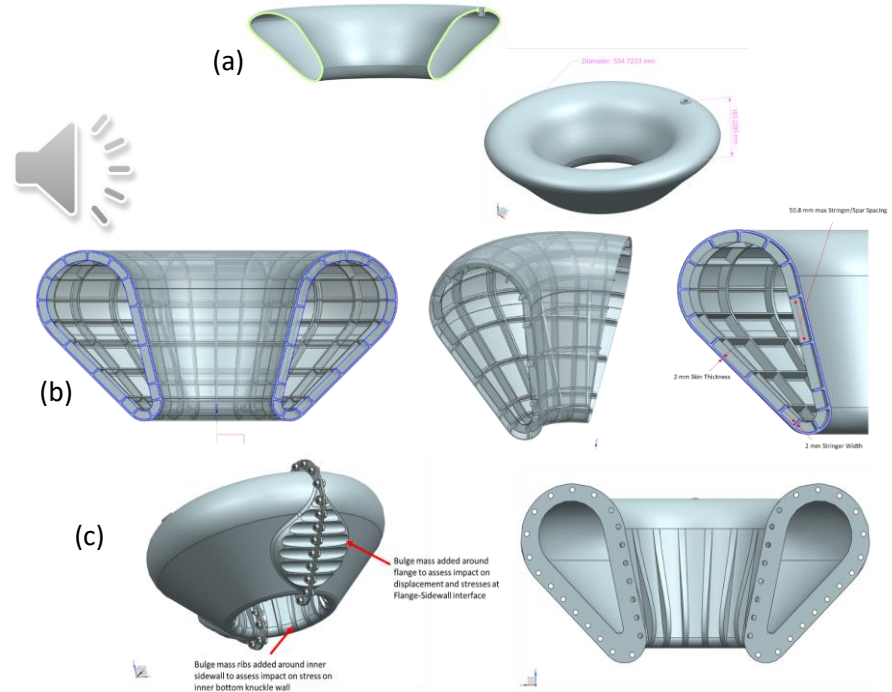 (a)
Diameter: 554.7233 mm
50.8 mm max Stringer/Spar Spacing
(b)
2 mm Skin Thickness
2 mm Stringer Width
(c)
Bulge mass added around
flange to assess impact on
displacement and stresses at
Flange-Sidewall interface
Bulge mass ribs added around inner
sidewall to assess impact on stress on
inner bottom knuckle wall